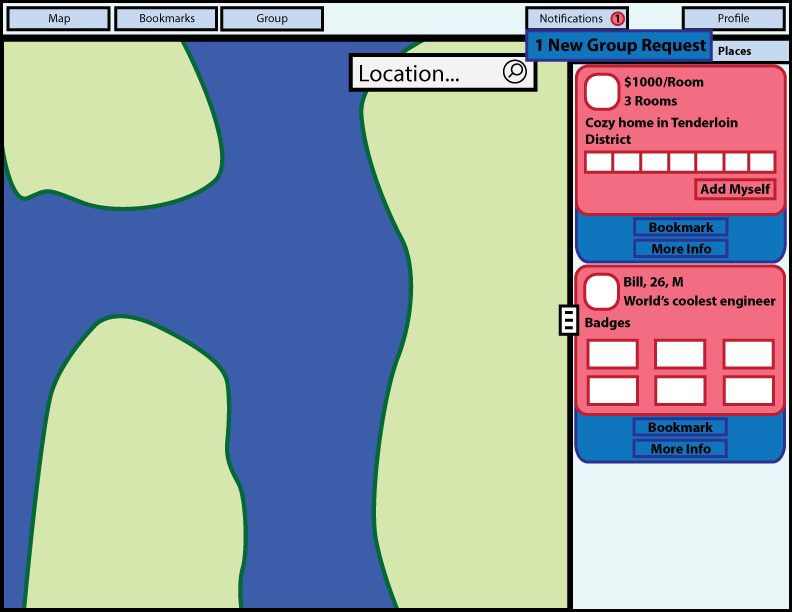 Map
Bookmarks
Group
Notifications 1
Profile
1 New Group Request
Places
Location...
$1000/Room
3 Rooms
Cozy home in Tenderloin
District
Add Myself
Bookmark
More Info
Bill, 26, M
World's coolest engineer
Badges
Bookmark
More Info